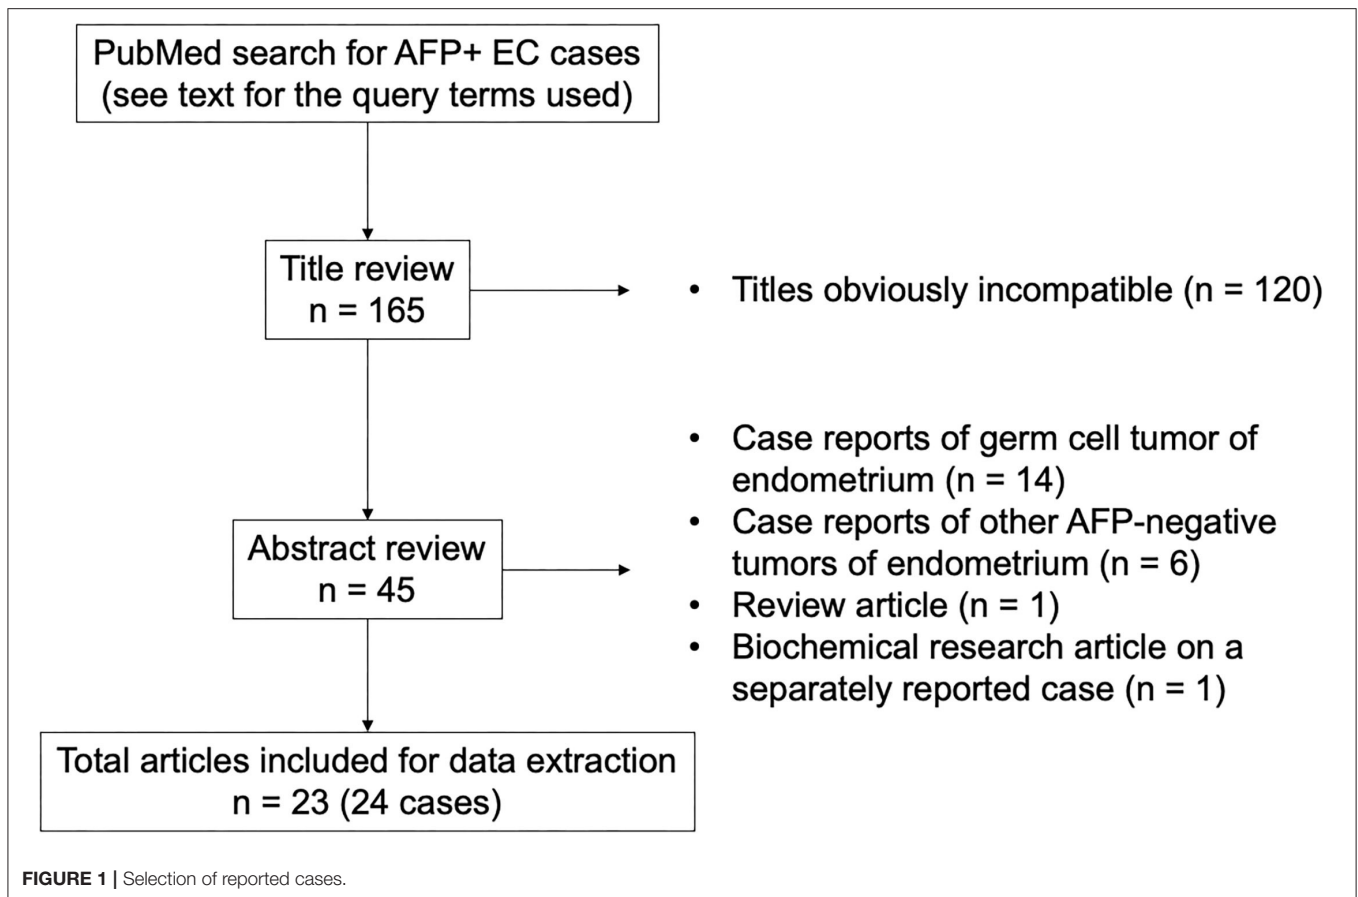 PubMed search for AFP+ EC cases
(see text for the query terms used)
Title review
n = 165
• Titles obviously incompatible (n = 120)
• Case reports of germ cell tumor of
endometrium (n = 14)
• Case reports of other AFP-negative
tumors of endometrium (n = 6)
• Review article (n = 1)
• Biochemical research article on a
separately reported case (n = 1)
Abstract review
n = 45
Total articles included for data extraction
n = 23 (24 cases)
FIGURE 1 | Selection of reported cases.